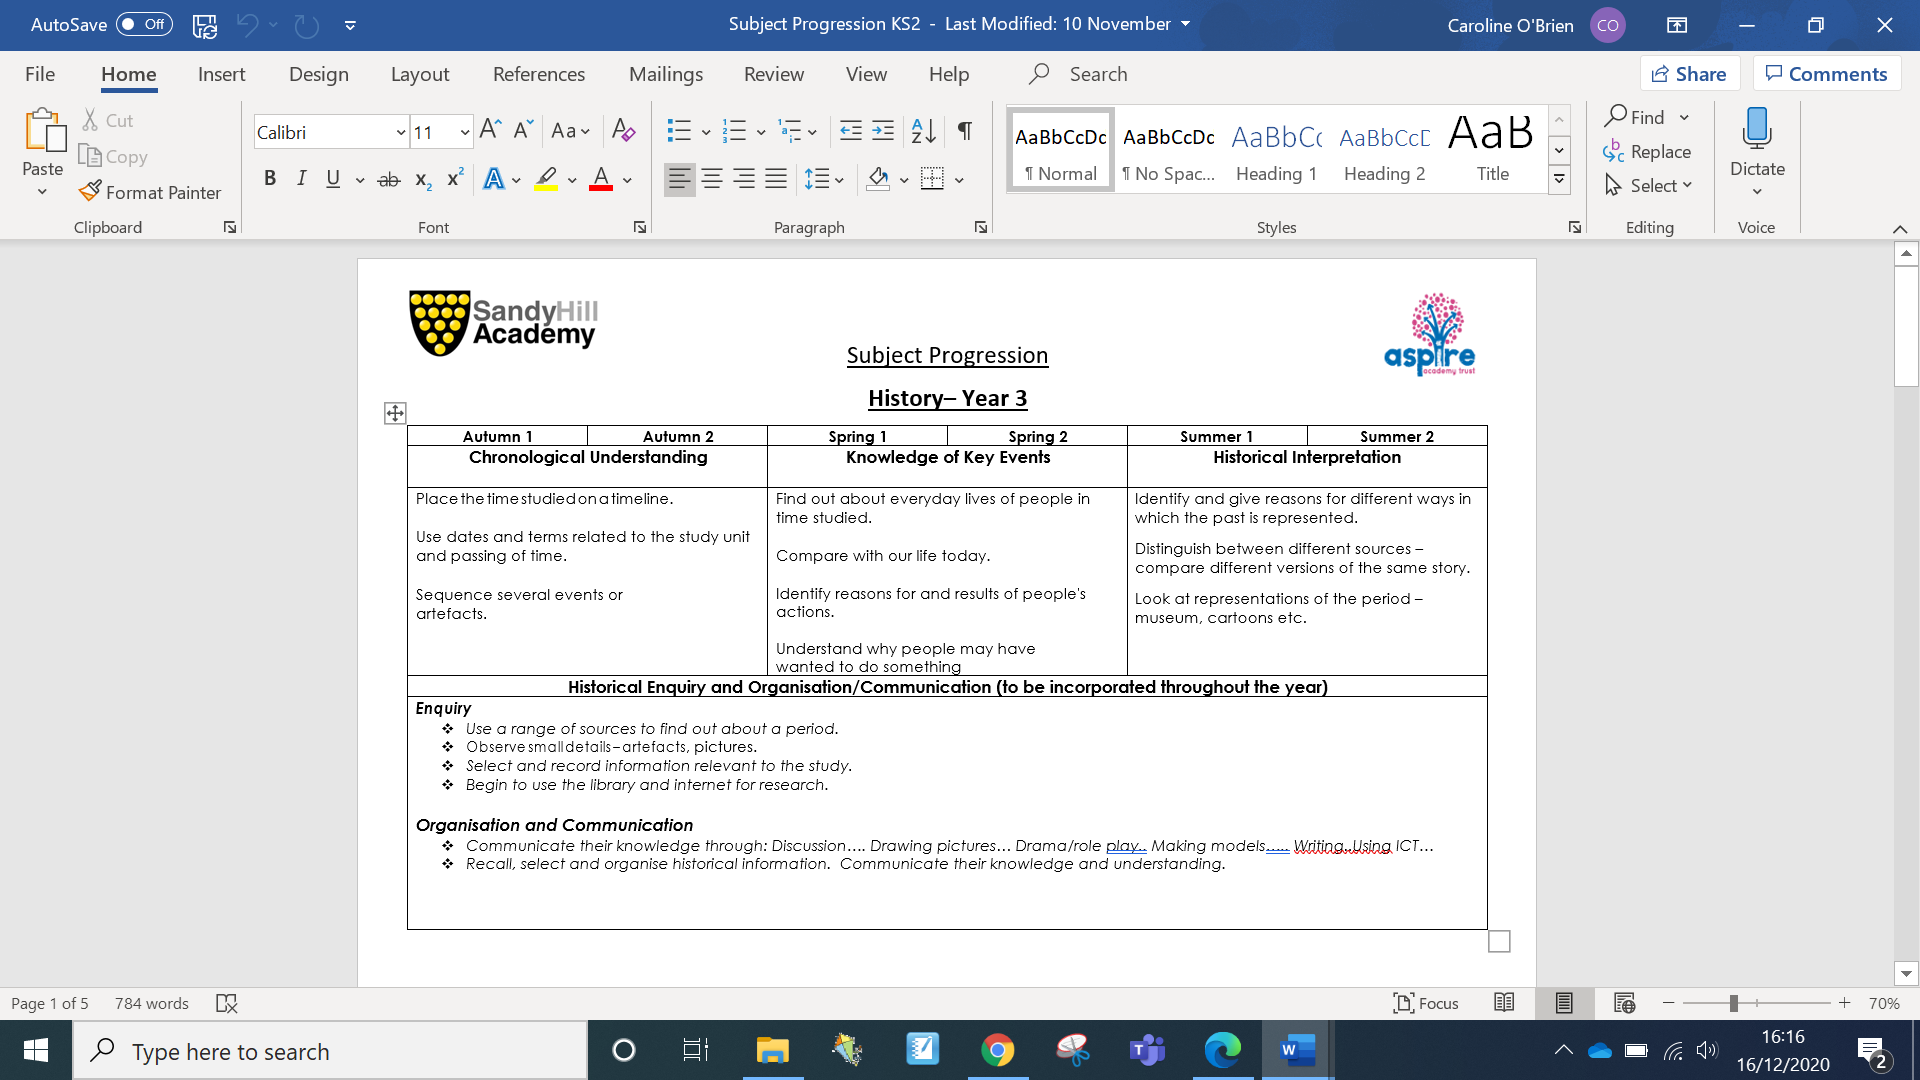 AutoSave Off Subject Progression KS2 - Last Modified: 10 November Caroline O'Brien CO
File Home Insert Design Layout References Mailings Review View Help Search Share Comments
Paste Cut Copy Format Painter Clipboard
Calibri 11 Aa Font
Paragraph
AaBbCcDc ¶ Normal AaBbCcDc ¶ No Spac... AaBbCc Heading 1 AaBbCcD Heading 2 AaB Title Styles
Find Replace Select Editing
Dictate Voice
SandyHill
Academy
aspire
academy trust
Subject Progression
History– Year 3
Autumn 1 Autumn 2 Spring 1 Spring 2 Summer 1 Summer 2
Chronological Understanding Knowledge of Key Events Historical Interpretation
Place the time studied on a timeline.
Use dates and terms related to the study unit
and passing of time.
Sequence several events or
artefacts.
Find out about everyday lives of people in
time studied.
Compare with our life today.
Identify reasons for and results of people's
actions.
Understand why people may have
wanted to do something
Identify and give reasons for different ways in
which the past is represented.
Distinguish between different sources –
compare different versions of the same story.
Look at representations of the period –
museum, cartoons etc.
Historical Enquiry and Organisation/Communication (to be incorporated throughout the year)
Enquiry
❖ Use a range of sources to find out about a period.
❖ Observe small details – artefacts, pictures.
❖ Select and record information relevant to the study.
❖ Begin to use the library and internet for research.
Organisation and Communication
❖ Communicate their knowledge through: Discussion…. Drawing pictures… Drama/role play.. Making models….. Writing..Using ICT…
❖ Recall, select and organise historical information.  Communicate their knowledge and understanding.
Page 1 of 5 784 words Focus 70%
Type here to search
16:16
16/12/2020
2